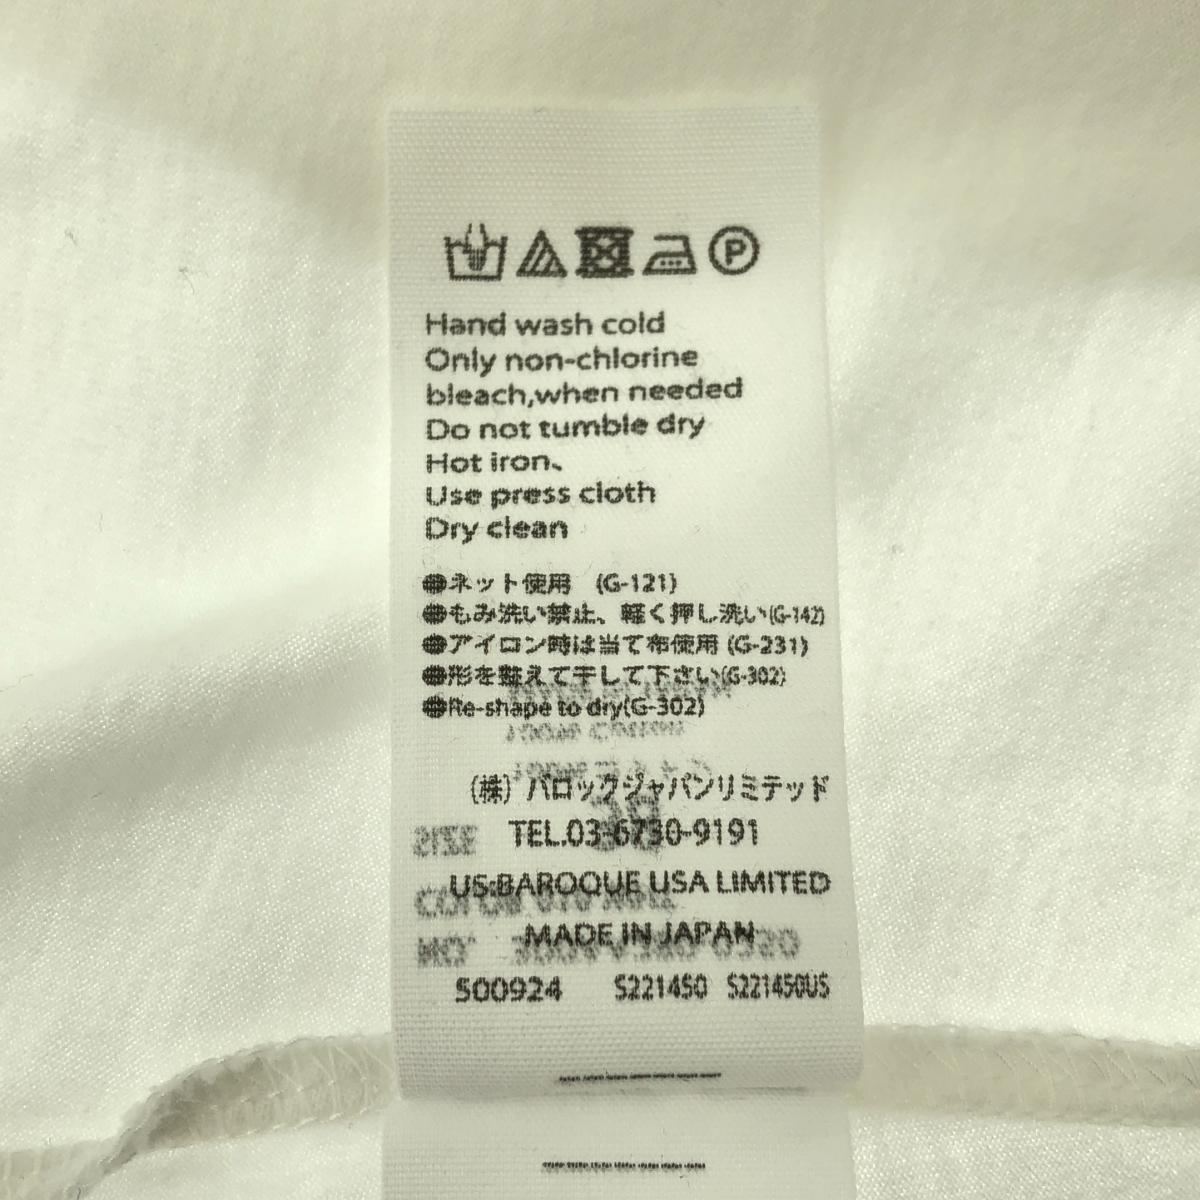 P
Hand wash cold
Only non-chlorine
bleach,when needed
Do not tumble dry
Hot iron、
Use press cloth
Dry clean
●ネット使用 (G-121)
●もみ洗い禁止、軽く押し洗い(G-142)
●アイロン時は当て布使用 (G-231)
●形を整えて干して下さい(G-302)
●Re-shape to dry(G-302)
(株) バロックジャパンリミテッド
TEL.03-6730-9191
US:BAROQUE USA LIMITED
MADE IN JAPAN
500924 S221450 S221450US